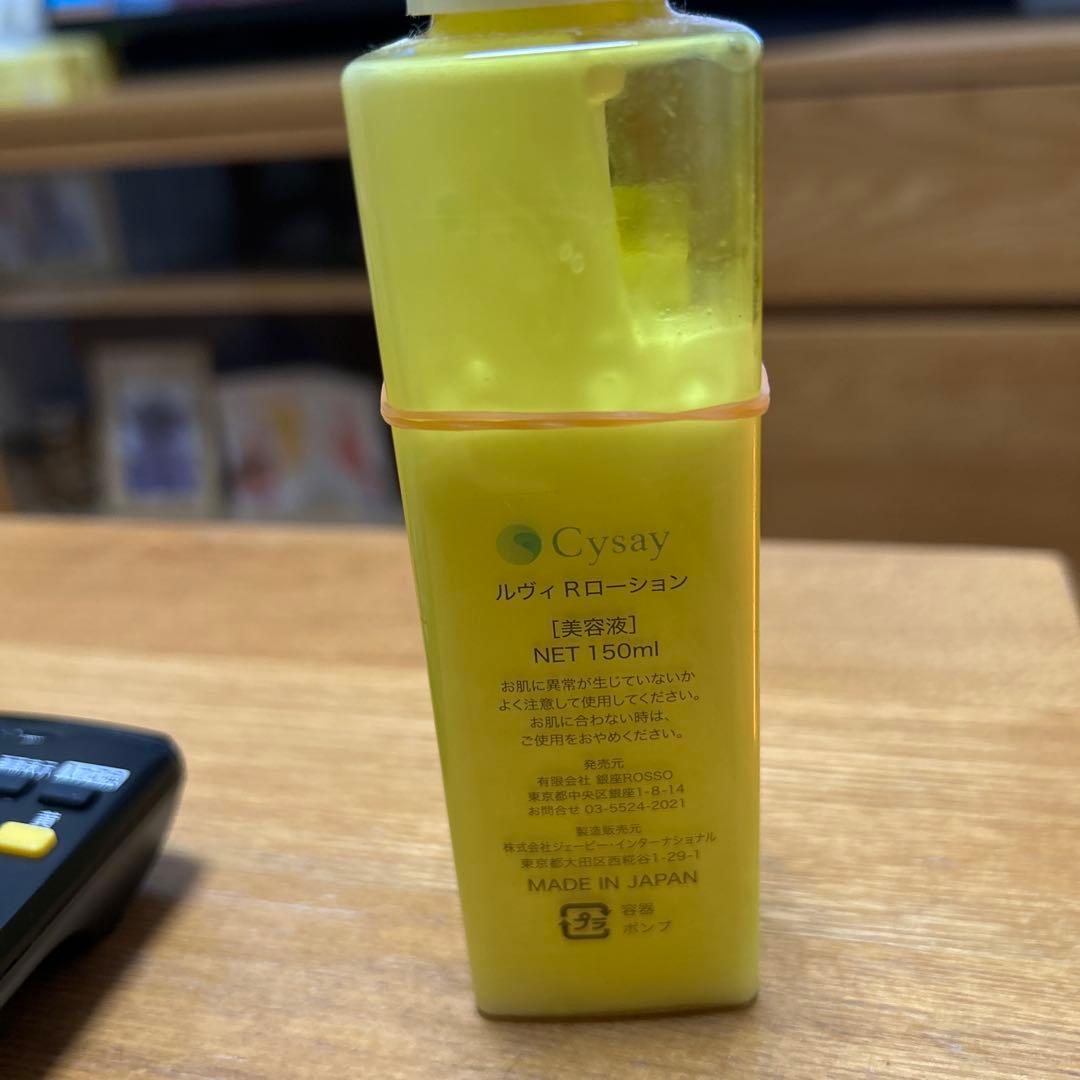 Cysay
ルヴィ Rローション
[美容液]
NET 150ml
お肌に異常が生じていないか
よく注意して使用してください。
お肌に合わない時は、
ご使用をおやめください。
発売元
有限会社 銀座ROSSO
東京都中央区銀座1-8-14
お問合せ 03-5524-2021
製造販売元
株式会社ジェーピー・インターナショナル
東京都大田区西糀谷1-29-1
MADE IN JAPAN
プラ
容器
ポンプ